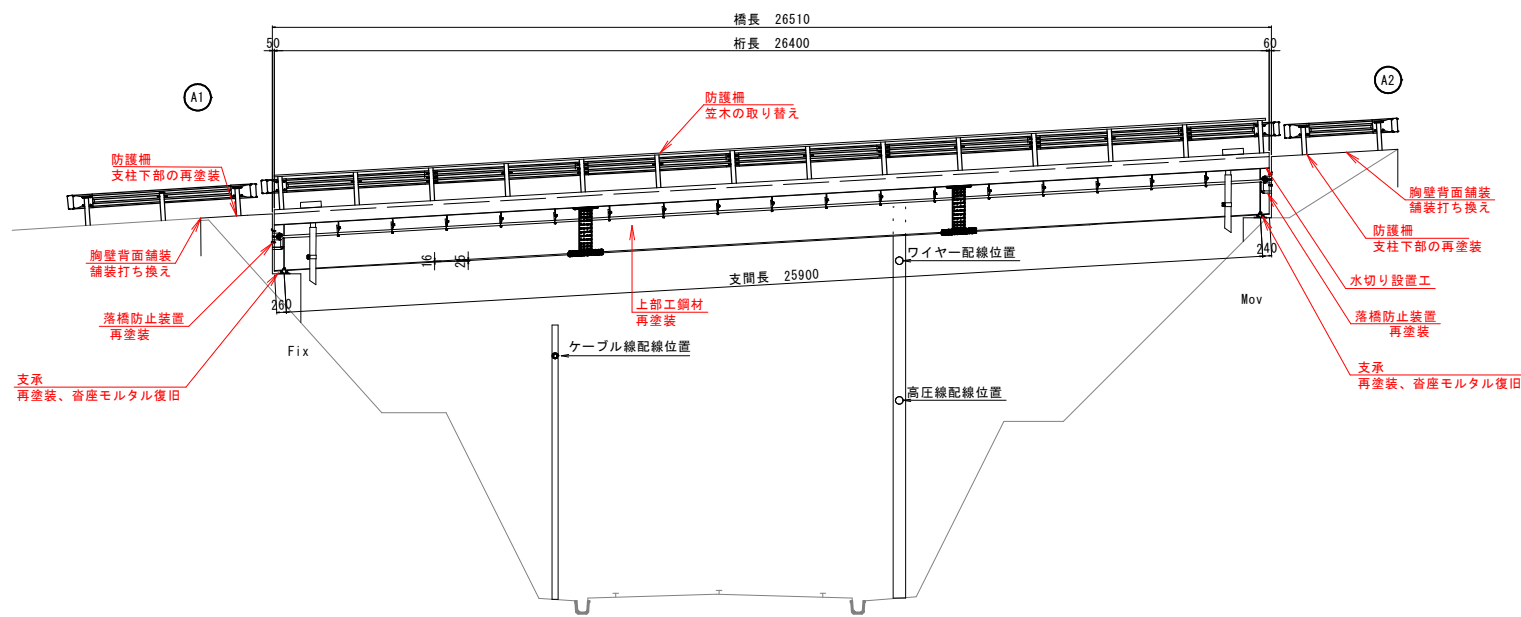 橋長 26510
50
桁長 26400
60
A1
A2
防護柵
笠木の取り替え
防護柵
支柱下部の再塗装
胸壁背面舗装
舗装打ち換え
胸壁背面舗装
舗装打ち換え
防護柵
支柱下部の再塗装
16
25
ワイヤー配線位置
240
支間長 25900
水切り設置工
260
上部工鋼材
再塗装
Mov
落橋防止装置
再塗装
落橋防止装置
再塗装
Fix
ケーブル線配線位置
支承
再塗装、沓座モルタル復旧
支承
再塗装、沓座モルタル復旧
高圧線配線位置